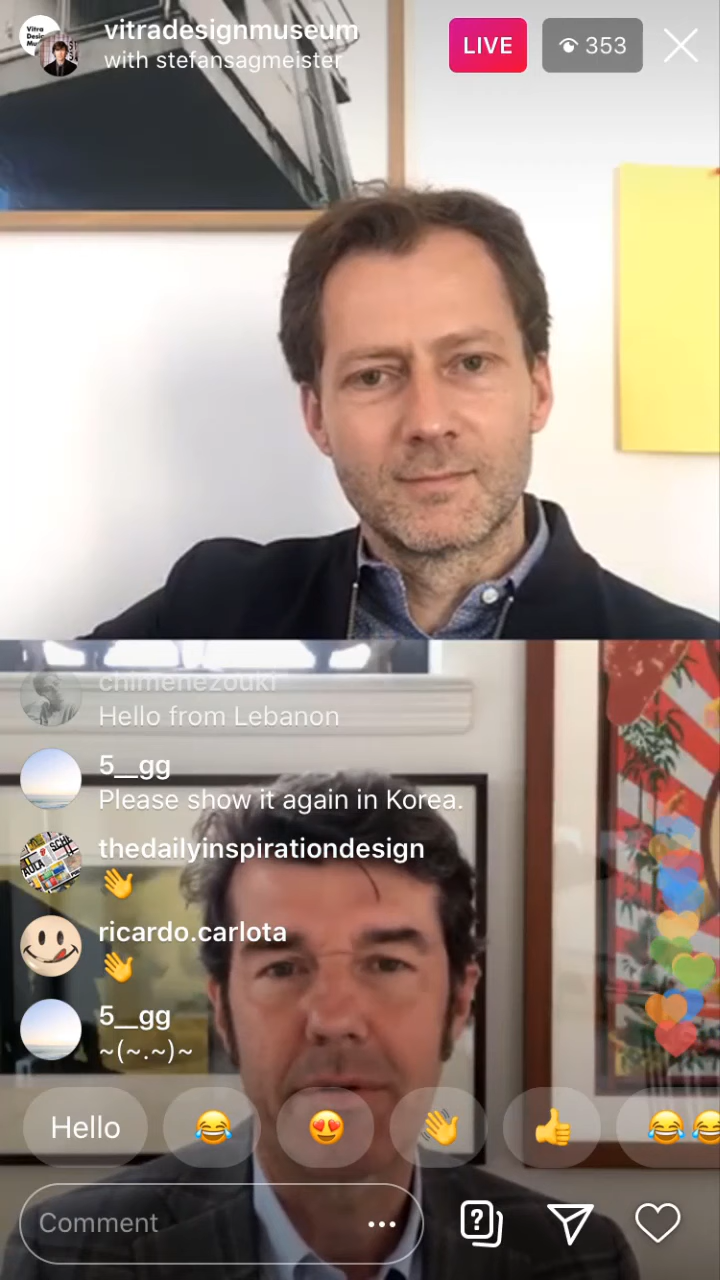 vitradesignmuseum
with stefansagmeister
LIVE
353
Vitra
chimenezouki
Hello from Lebanon
5__gg
Please show it again in Korea.
thedailyinspirationdesign
👋
ricardo.carlota
👋
5__gg
~(~.~)~
Hello 😂 😍 👋 👍 😂😂
Comment